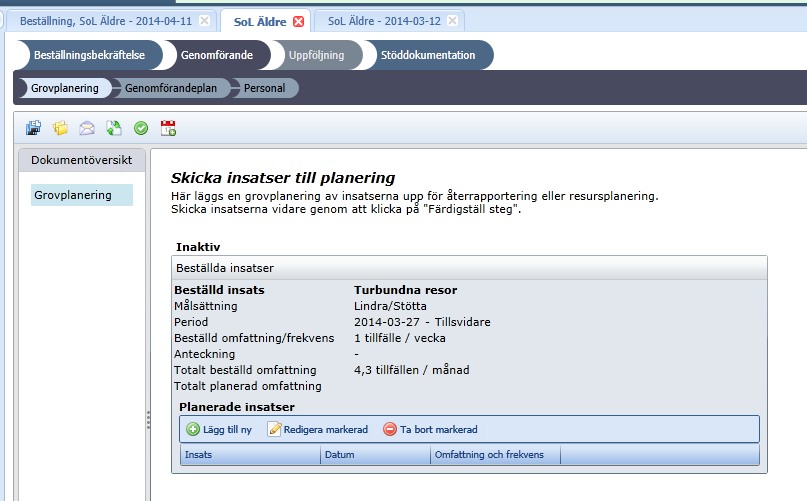 Beställning, SoL Äldre - 2014-04-11
SoL Äldre
SoL Äldre - 2014-03-12
Beställningsbekräftelse
Genomförande
Uppföljning
Stöddokumentation
Grovplanering
Genomförandeplan
Personal
Dokumentöversikt
Grovplanering
Skicka insatser till planering
Här läggs en grovplanering av insatserna upp för återrapportering eller resursplanering.
Skicka insatserna vidare genom att klicka på "Färdigställ steg".
Inaktiv
Beställda insatser
Beställd insats Turbundna resor
Målsättning Lindra/Stötta
Period 2014-03-27 - Tillsvidare
Beställd omfattning/frekvens 1 tillfälle / vecka
Anteckning -
Totalt beställd omfattning 4,3 tillfällen / månad
Totalt planerad omfattning
Planerade insatser
Lägg till ny Redigera markerad Ta bort markerad
Insats Datum Omfattning och frekvens